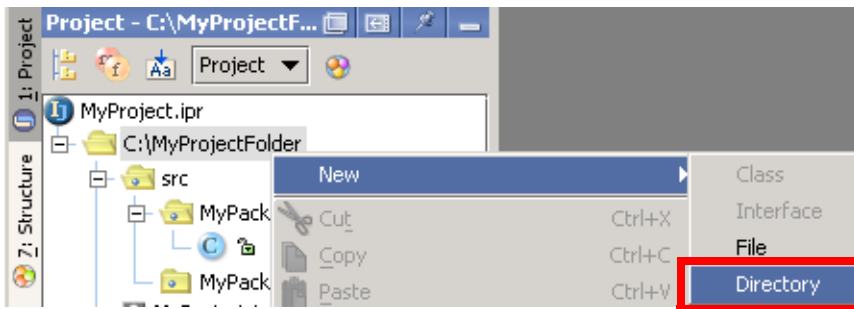 Project - C:\MyProjectF...
1: Project
Project
MyProject.ipr
C:\MyProjectFolder
7: Structure
src
New
Class
MyPack
Cut Ctrl+X
Interface
Copy Ctrl+C
File
MyPack
Paste Ctrl+V
Directory